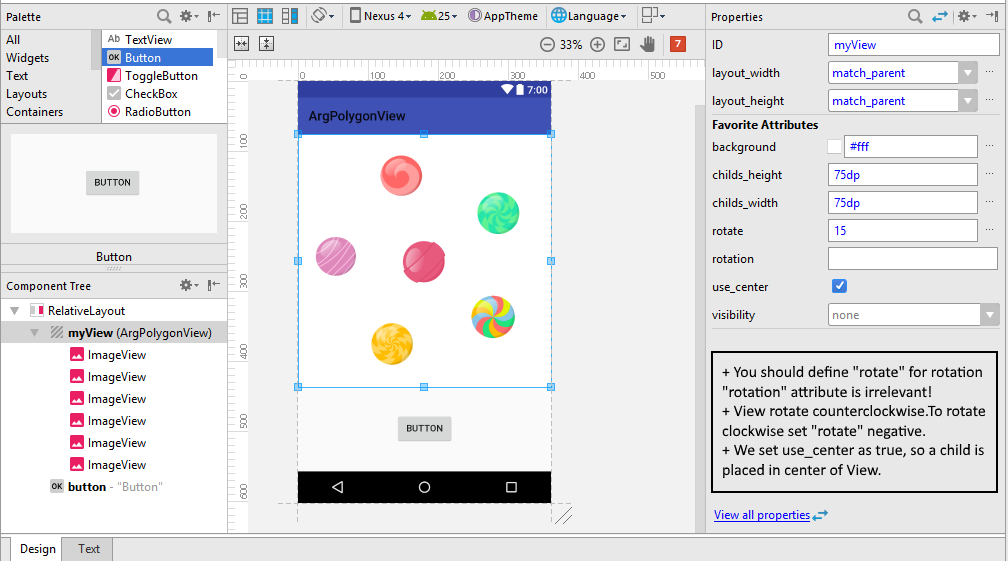 Palette
All
Widgets
Text
Layouts
Containers
Ab TextView
OK Button
ToggleButton
CheckBox
RadioButton
BUTTON
Button
Component Tree
RelativeLayout
myView (ArgPolygonView)
ImageView
ImageView
ImageView
ImageView
ImageView
ImageView
OK button - "Button"
Design
Text
Nexus 4
25
AppTheme
Language
33%
7
0 100 200 300 400 500
0
100
200
300
400
500
600
7:00
ArgPolygonView
BUTTON
Properties
ID myView
layout_width match_parent
layout_height match_parent
Favorite Attributes
background #fff
childs_height 75dp
childs_width 75dp
rotate 15
rotation
use_center
visibility none
+ You should define "rotate" for rotation
"rotation" attribute is irrelevant!
+ View rotate counterclockwise.To rotate
clockwise set "rotate" negative.
+ We set use_center as true, so a child is
placed in center of View.
View all properties